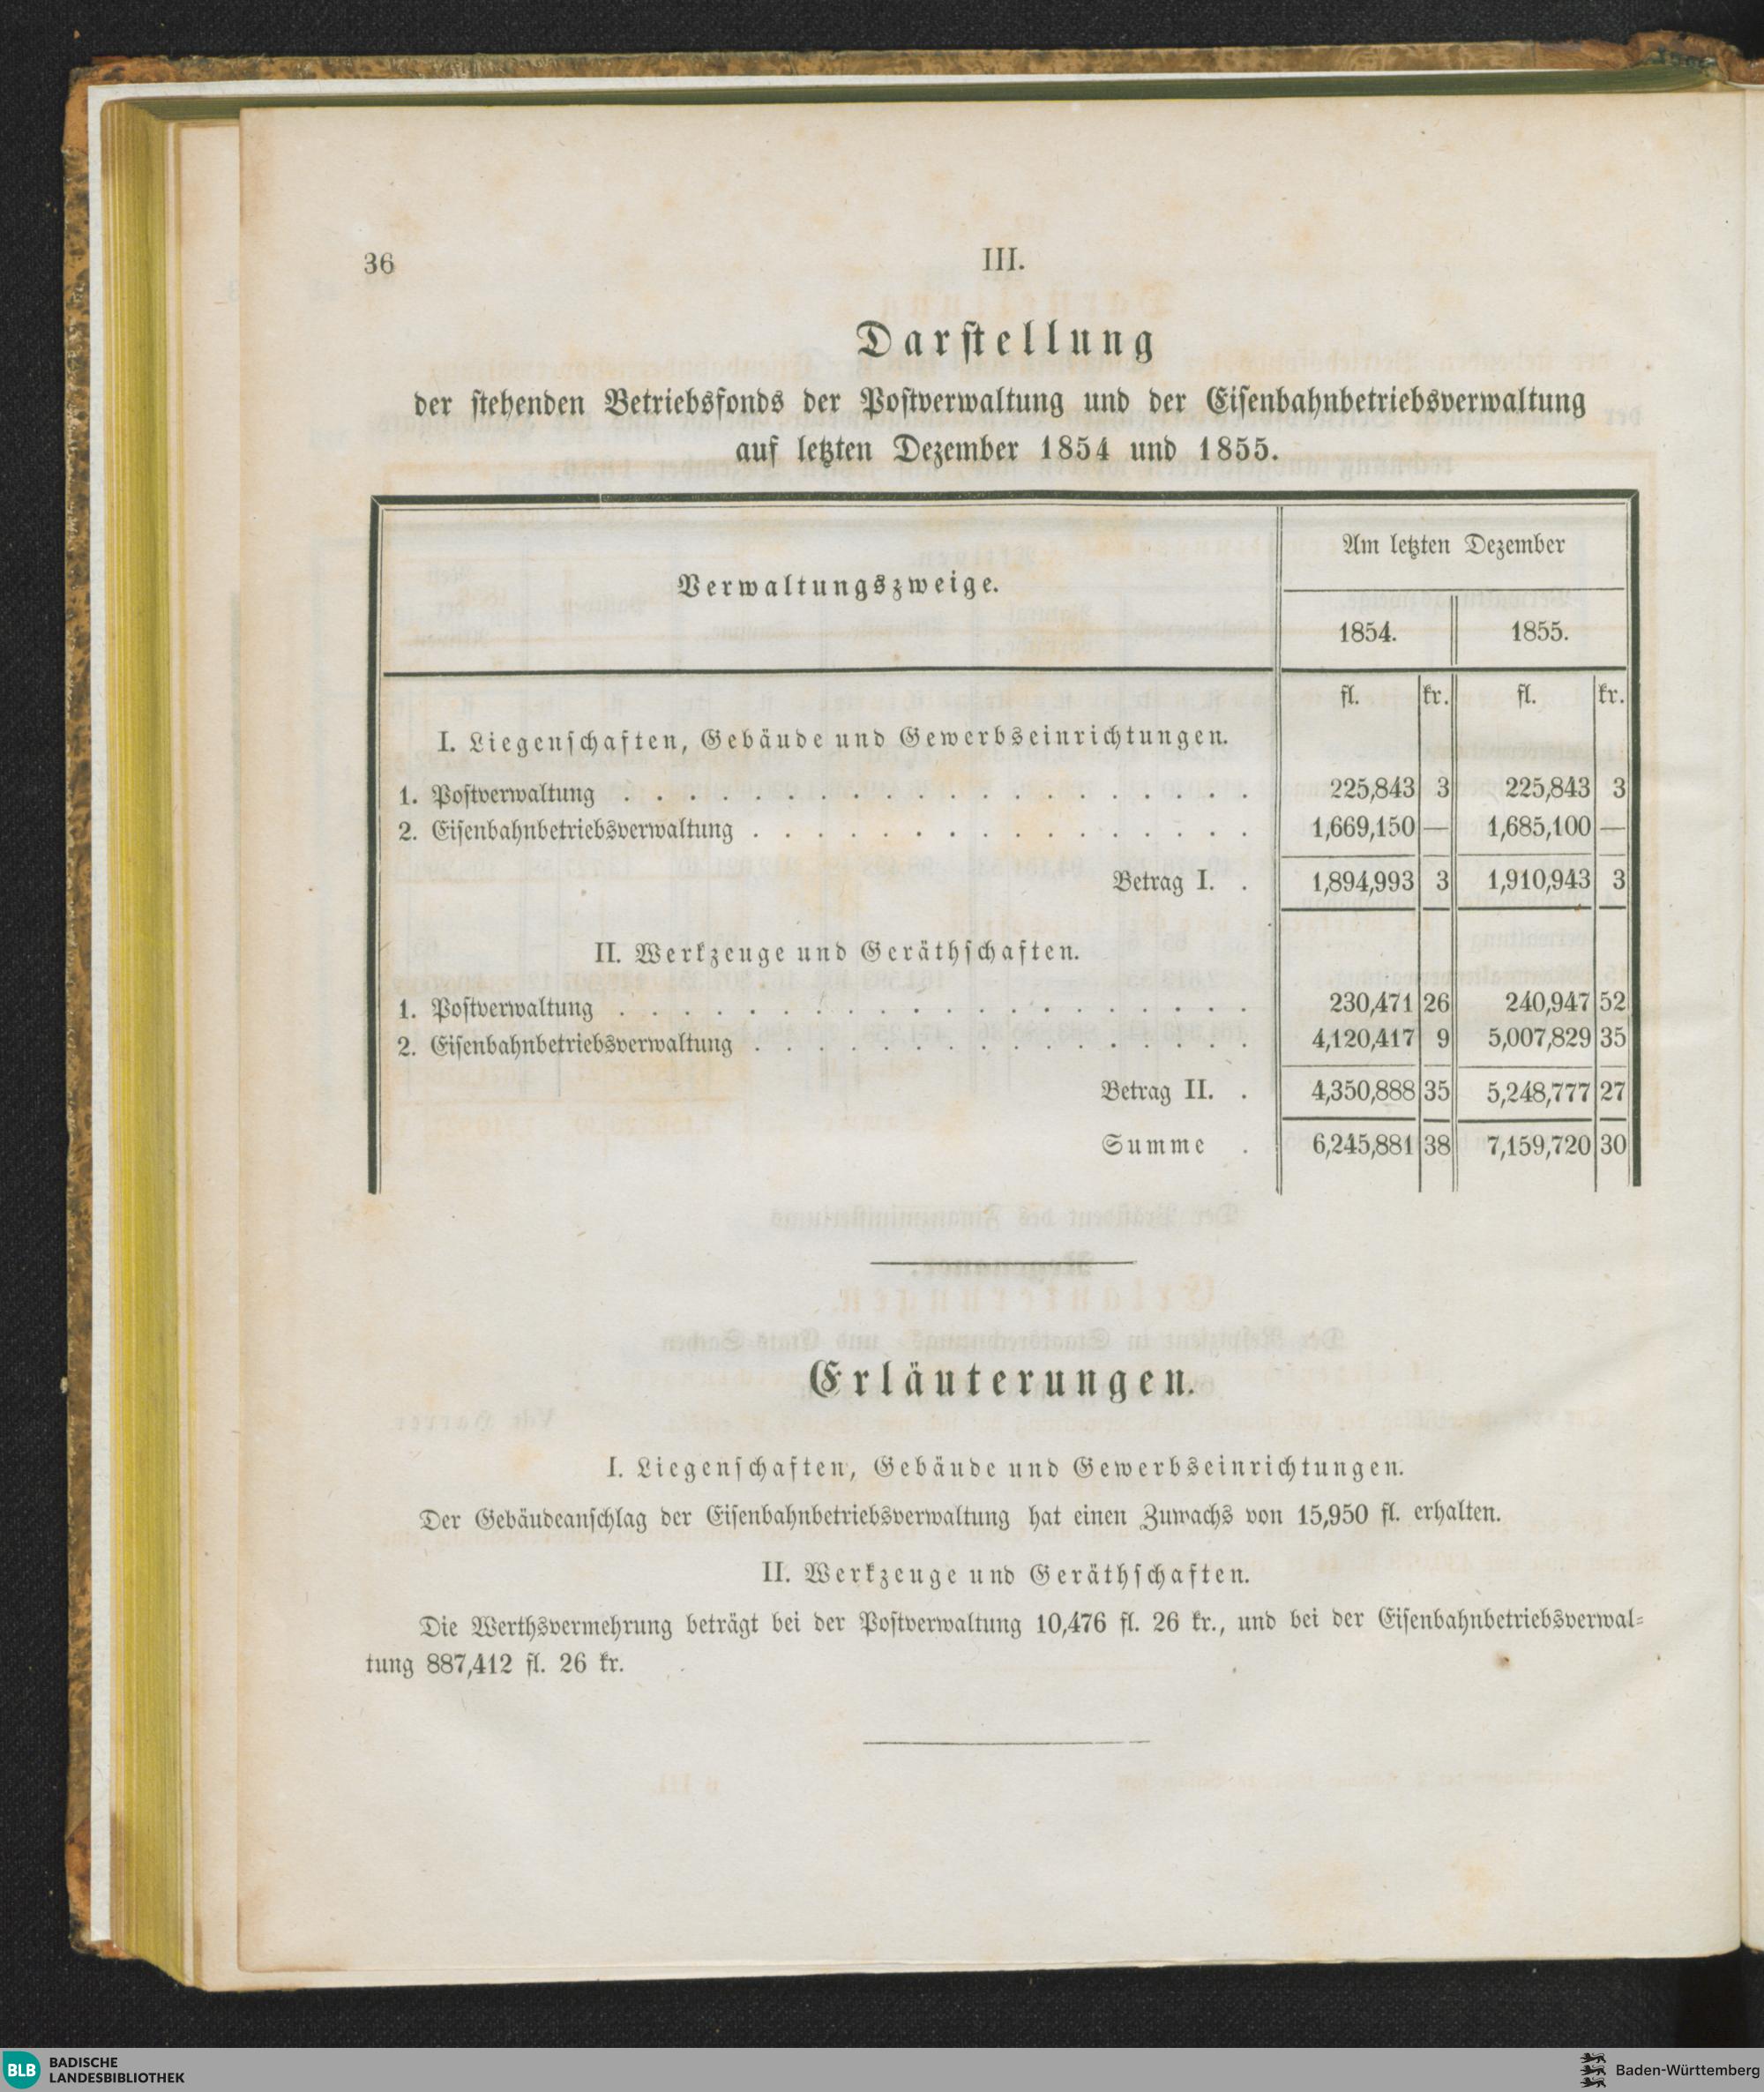 36
III.
Darstellung
der stehenden Betriebsfonds der Postverwaltung und der Eisenbahnbetriebsverwaltung
auf letzten Dezember 1854 und 1855.
Verwaltungszweige.
Am letzten Dezember
1854.
1855.
fl. kr. fl. kr.
I. Liegenschaften, Gebäude und Gewerbseinrichtungen.
1. Postverwaltung . . . . . . . . . . . . . . . . . . . . 225,843 3 225,843 3
2. Eisenbahnbetriebsverwaltung . . . . . . . . . . . . . . . . 1,669,150 — 1,685,100 —
Betrag I. . 1,894,993 3 1,910,943 3
II. Werkzeuge und Geräthschaften.
1. Postverwaltung . . . . . . . . . . . . . . . . . . . . 230,471 26 240,947 52
2. Eisenbahnbetriebsverwaltung . . . . . . . . . . . . . . . . 4,120,417 9 5,007,829 35
Betrag II. . 4,350,888 35 5,248,777 27
Summe . 6,245,881 38 7,159,720 30
Erläuterungen.
I. Liegenschaften, Gebäude und Gewerbseinrichtungen.
Der Gebäudeanschlag der Eisenbahnbetriebsverwaltung hat einen Zuwachs von 15,950 fl. erhalten.
II. Werkzeuge und Geräthschaften.
Die Werthsvermehrung beträgt bei der Postverwaltung 10,476 fl. 26 kr., und bei der Eisenbahnbetriebsverwal-
tung 887,412 fl. 26 kr.
BLB BADISCHE
LANDESBIBLIOTHEK
Baden-Württemberg